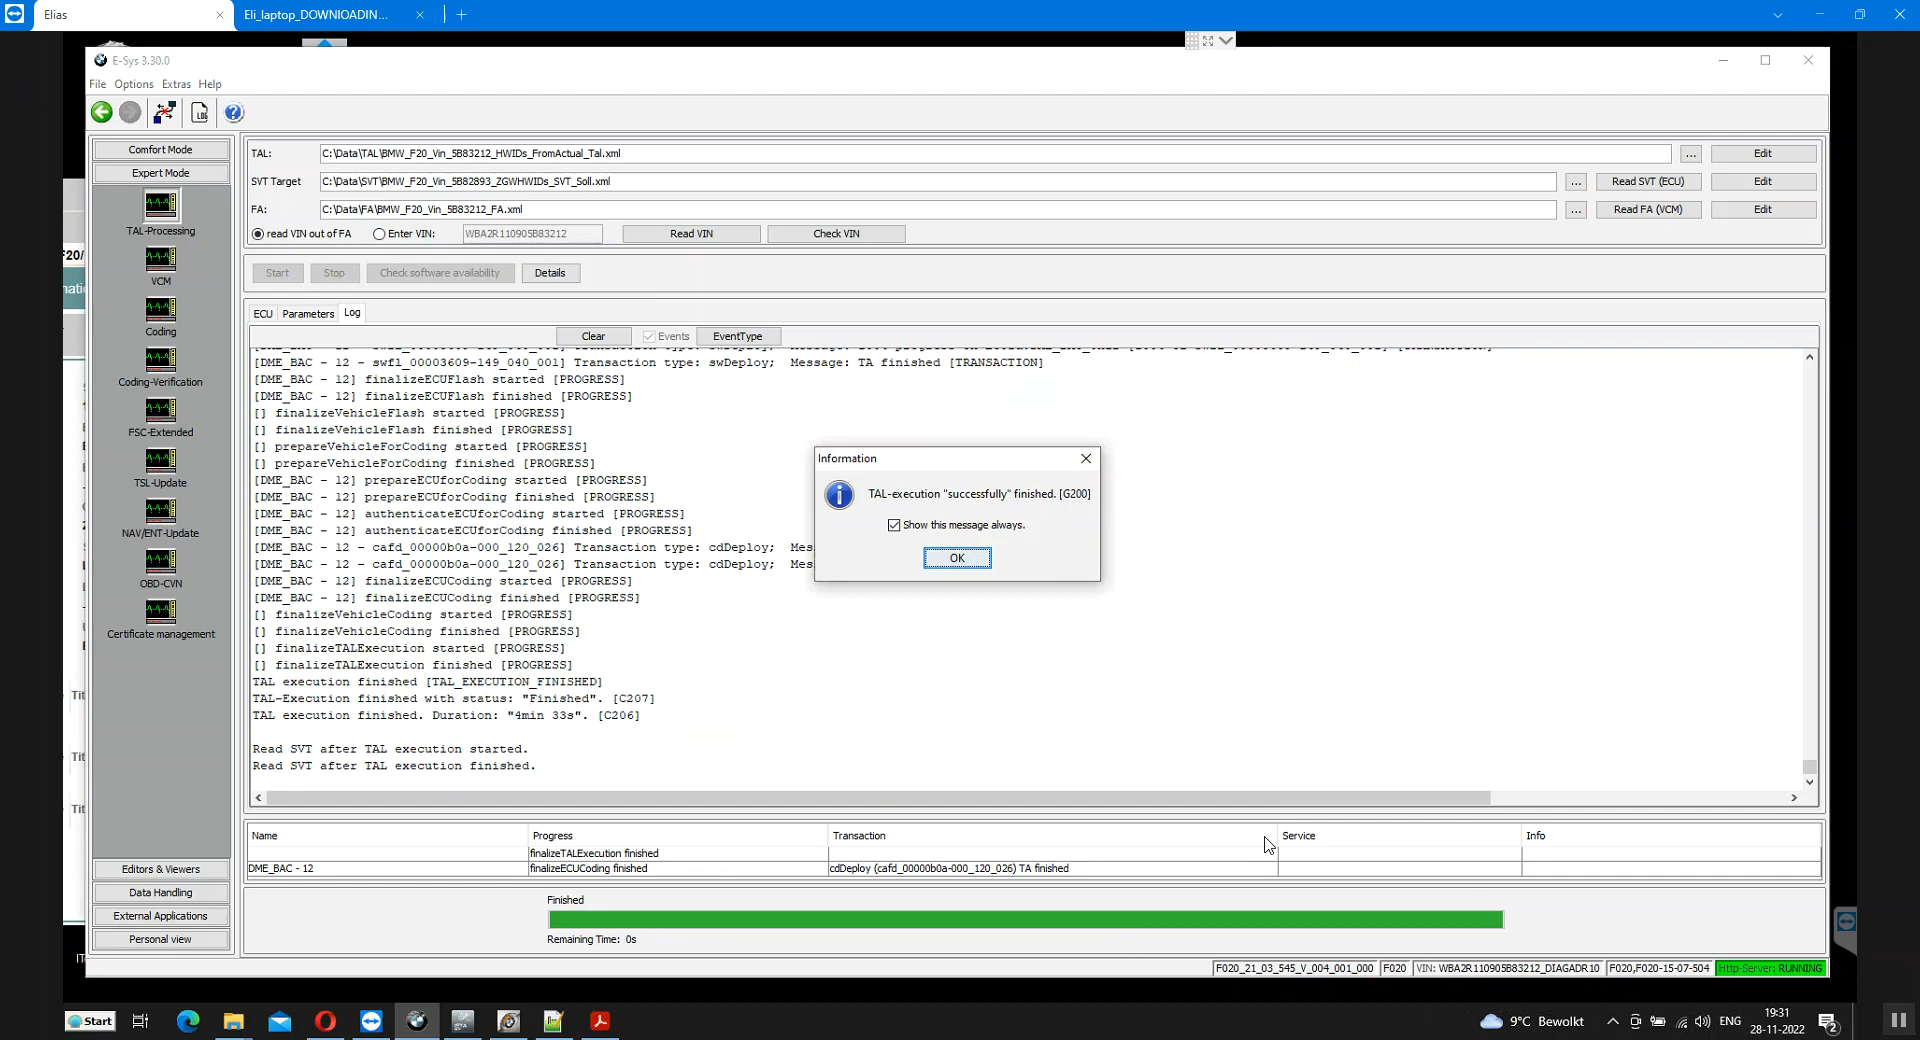 Elias
Eli_laptop_DOWNlOADIN...
E-Sys 3.30.0
File Options Extras Help
Comfort Mode
Expert Mode
TAL-Processing
VCM
Coding
Coding-Verification
FSC-Extended
TSL-Update
NAV/ENT-Update
OBD-CVN
Certificate management
Editors & Viewers
Data Handling
External Applications
Personal view
TAL: C:\Data\TAL\BMW_F20_Vin_5B83212_HWIDs_FromActual_Tal.xml ... Edit
SVT Target C:\Data\SVT\BMW_F20_Vin_5B82893_ZGWHWIDs_SVT_Soll.xml ... Read SVT (ECU) Edit
FA: C:\Data\FA\BMW_F20_Vin_5B83212_FA.xml ... Read FA (VCM) Edit
read VIN out of FA Enter VIN: WBA2R110905B83212 Read VIN Check VIN
Start Stop Check software availability Details
ECU Parameters Log
Clear Events EventType
[DME_BAC - 12 - swfl_00003609-149_040_001] Transaction type: swDeploy; Message: TA finished [TRANSACTION]
[DME_BAC - 12] finalizeECUFlash started [PROGRESS]
[DME_BAC - 12] finalizeECUFlash finished [PROGRESS]
[] finalizeVehicleFlash started [PROGRESS]
[] finalizeVehicleFlash finished [PROGRESS]
[] prepareVehicleForCoding started [PROGRESS]
[] prepareVehicleForCoding finished [PROGRESS]
[DME_BAC - 12] prepareECUforCoding started [PROGRESS]
[DME_BAC - 12] prepareECUforCoding finished [PROGRESS]
[DME_BAC - 12] authenticateECUforCoding started [PROGRESS]
[DME_BAC - 12] authenticateECUforCoding finished [PROGRESS]
[DME_BAC - 12 - cafd_00000b0a-000_120_026] Transaction type: cdDeploy; Mes
[DME_BAC - 12 - cafd_00000b0a-000_120_026] Transaction type: cdDeploy; Mes
[DME_BAC - 12] finalizeECUCoding started [PROGRESS]
[DME_BAC - 12] finalizeECUCoding finished [PROGRESS]
[] finalizeVehicleCoding started [PROGRESS]
[] finalizeVehicleCoding finished [PROGRESS]
[] finalizeTALExecution started [PROGRESS]
[] finalizeTALExecution finished [PROGRESS]
TAL execution finished [TAL_EXECUTION_FINISHED]
TAL-Execution finished with status: "Finished". [C207]
TAL execution finished. Duration: "4min 33s". [C206]
Read SVT after TAL execution started.
Read SVT after TAL execution finished.
Information
TAL-execution "successfully" finished. [G200]
Show this message always.
OK
Name Progress Transaction Service Info
finalizeTALExecution finished
DME_BAC - 12 finalizeECUCoding finished cdDeploy (cafd_00000b0a-000_120_026) TA finished
Finished
Remaining Time: 0s
F020_21_03_545_V_004_001_000 F020 VIN: WBA2R110905B83212_DIAGADR10 F020,F020-15-07-504 Http-Server: RUNNING
F20/
nati
Tit
Tit
Tit
IT
Start
9°C Bewolkt
ENG
19:31
28-11-2022
2